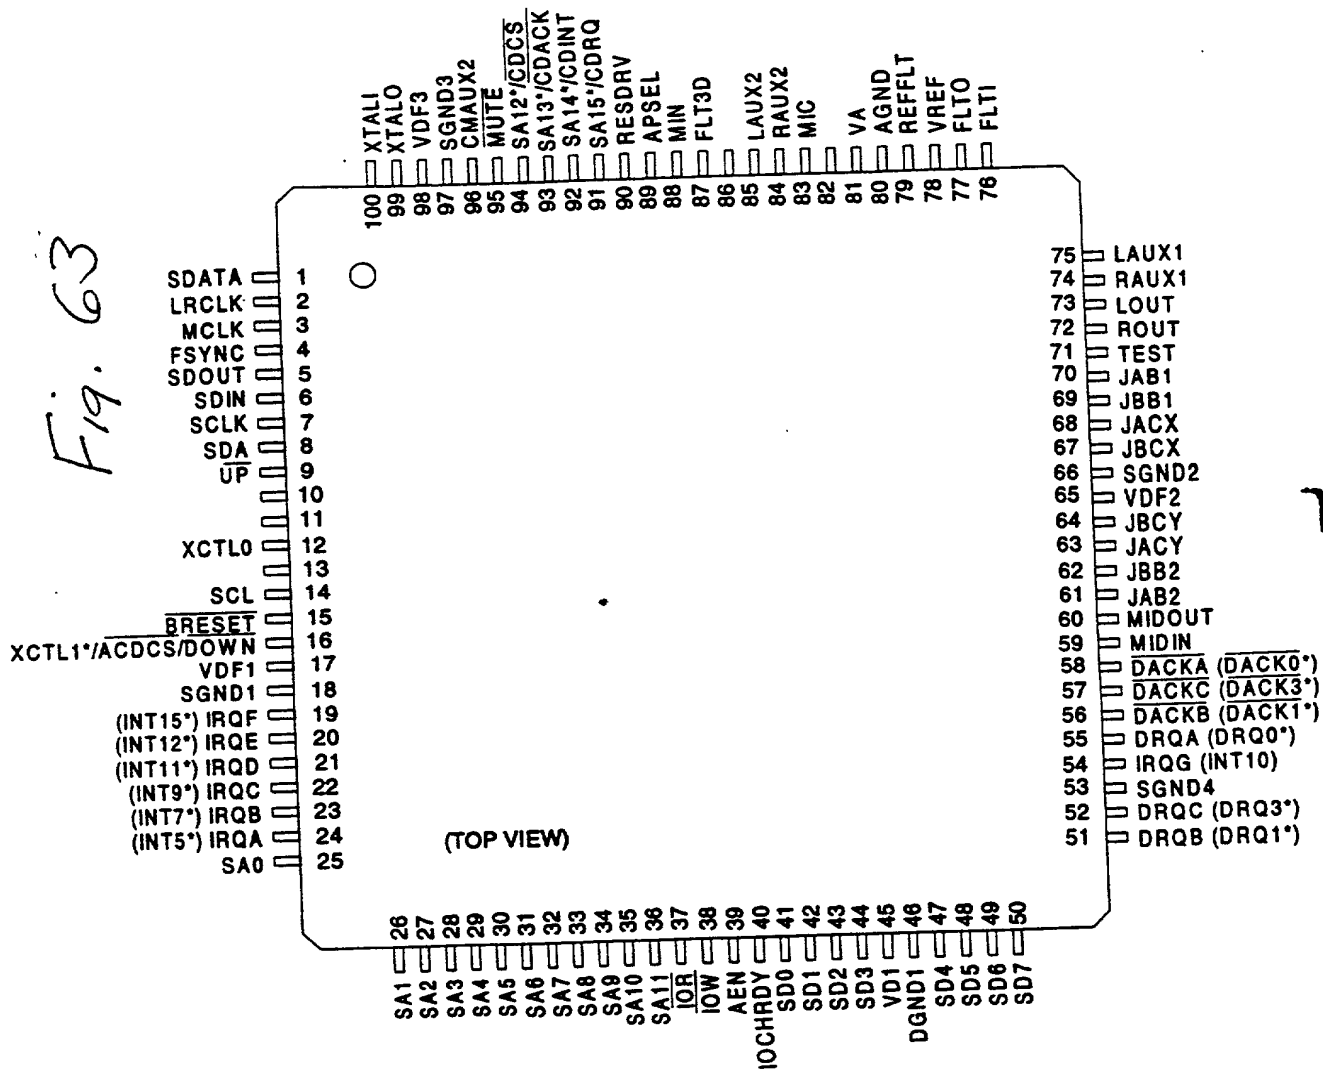 Fig. 63
XTALI
XTALO
VDF3
SGND3
CMAUX2
MUTE
SA12*/CDCS
SA13*/CDACK
SA14*/CDINT
SA15*/CDRQ
RESDRV
APSEL
MIN
FLT3D
LAUX2
RAUX2
MIC
VA
AGND
REFFLT
VREF
FLTO
FLTI
100 99 98 97 96 95 94 93 92 91 90 89 88 87 86 85 84 83 82 81 80 79 78 77 76
SDATA 1
LRCLK 2
MCLK 3
FSYNC 4
SDOUT 5
SDIN 6
SCLK 7
SDA 8
UP 9
10
11
XCTL0 12
13
SCL 14
BRESET 15
XCTL1*/ACDCS/DOWN 16
VDF1 17
SGND1 18
(INT15*) IRQF 19
(INT12*) IRQE 20
(INT11*) IRQD 21
(INT9*) IRQC 22
(INT7*) IRQB 23
(INT5*) IRQA 24
SA0 25
(TOP VIEW)
75 LAUX1
74 RAUX1
73 LOUT
72 ROUT
71 TEST
70 JAB1
69 JBB1
68 JACX
67 JBCX
66 SGND2
65 VDF2
64 JBCY
63 JACY
62 JBB2
61 JAB2
60 MIDOUT
59 MIDIN
58 DACKA (DACK0*)
57 DACKC (DACK3*)
56 DACKB (DACK1*)
55 DRQA (DRQ0*)
54 IRQG (INT10)
53 SGND4
52 DRQC (DRQ3*)
51 DRQB (DRQ1*)
26 27 28 29 30 31 32 33 34 35 36 37 38 39 40 41 42 43 44 45 46 47 48 49 50
SA1
SA2
SA3
SA4
SA5
SA6
SA7
SA8
SA9
SA10
SA11
IOR
IOW
AEN
IOCHRDY
SD0
SD1
SD2
SD3
VD1
DGND1
SD4
SD5
SD6
SD7